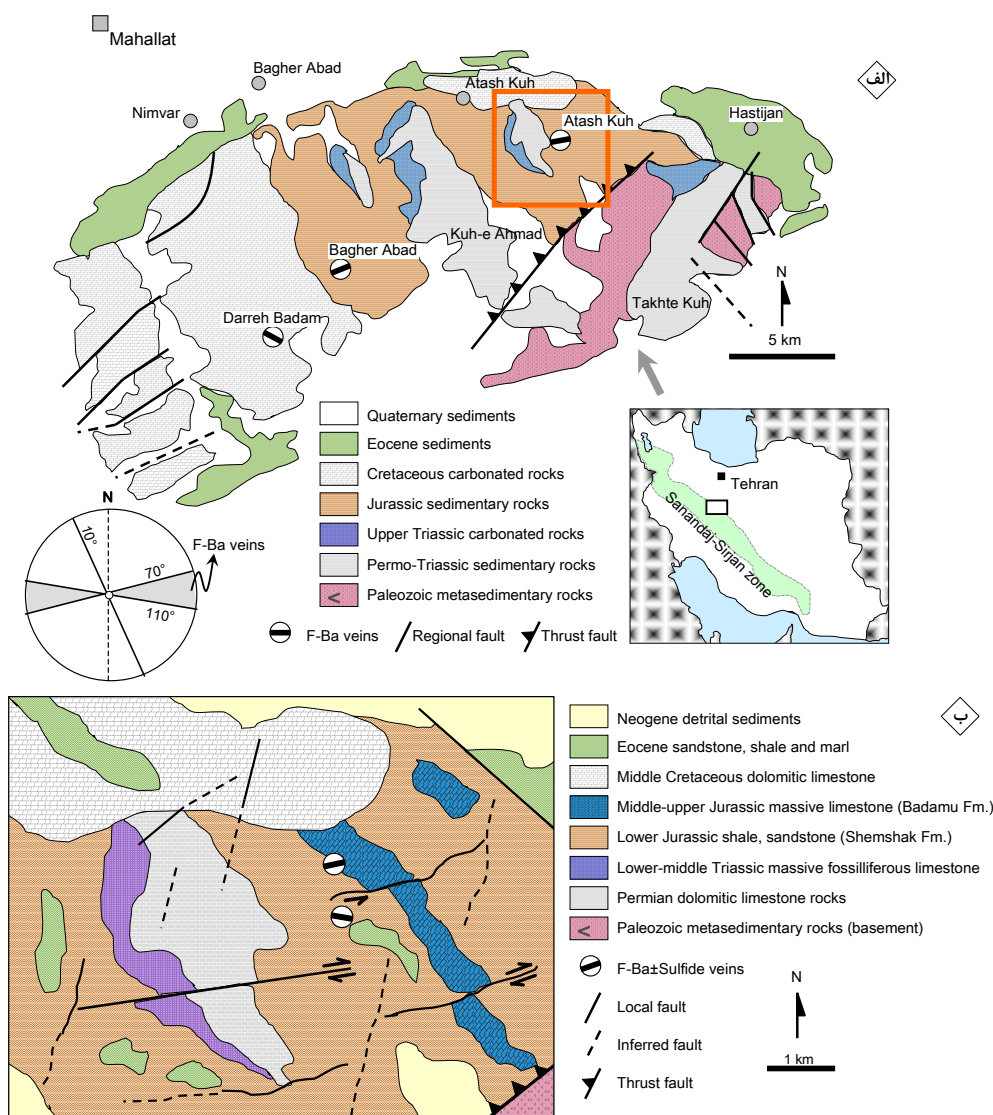 Mahallat
الف
Bagher Abad
Atash Kuh
Nimvar
Atash Kuh
Hastijan
Kuh-e Ahmad
Bagher Abad
N
Takhte Kuh
Darreh Badam
5 km
Quaternary sediments
Eocene sediments
Cretaceous carbonated rocks
Jurassic sedimentary rocks
Upper Triassic carbonated rocks
Permo-Triassic sedimentary rocks
Paleozoic metasedimentary rocks
F-Ba veins
Regional fault
Thrust fault
N
10°
F-Ba veins
70°
110°
Tehran
Sanandaj-Sirjan zone
ب
Neogene detrital sediments
Eocene sandstone, shale and marl
Middle Cretaceous dolomitic limestone
Middle-upper Jurassic massive limestone (Badamu Fm.)
Lower Jurassic shale, sandstone (Shemshak Fm.)
Lower-middle Triassic massive fossilliferous limestone
Permian dolomitic limestone rocks
Paleozoic metasedimentary rocks (basement)
F-Ba±Sulfide veins
Local fault
Inferred fault
Thrust fault
N
1 km